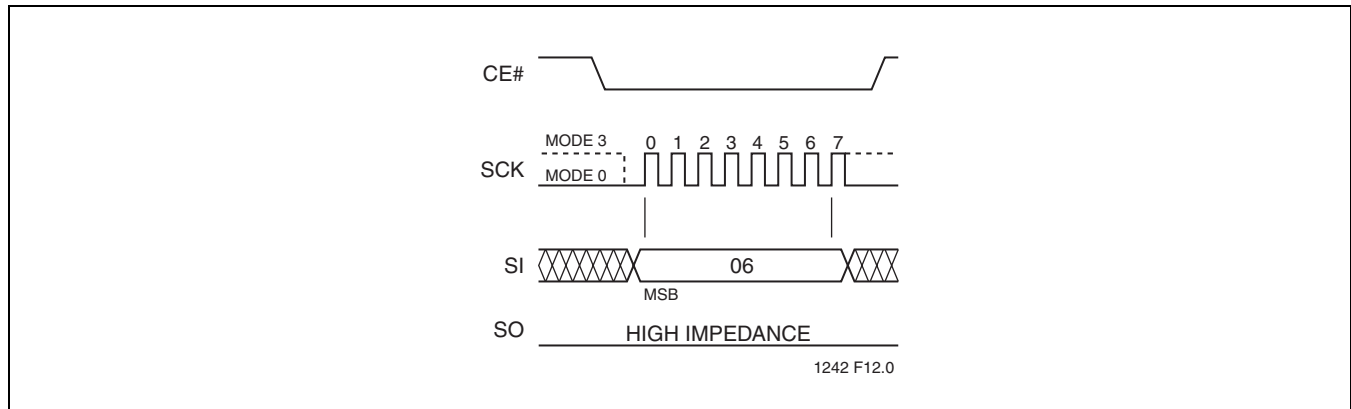 CE#
MODE 3
0 1 2 3 4 5 6 7
SCK
MODE 0
SI
06
MSB
SO
HIGH IMPEDANCE
1242 F12.0